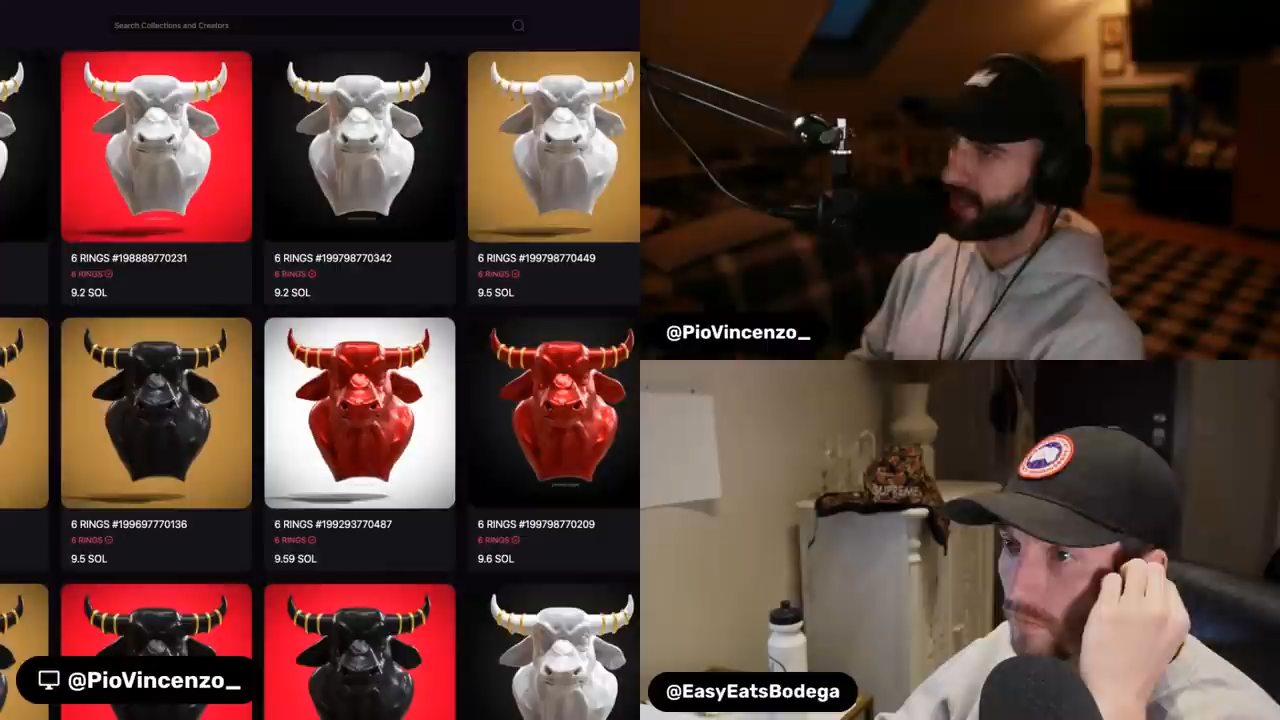 Search Collections and Creators
6 RINGS #198889770231
6 RINGS
9.2 SOL
6 RINGS #199798770342
6 RINGS
9.2 SOL
6 RINGS #199798770449
6 RINGS
9.5 SOL
6 RINGS #199697770136
6 RINGS
9.5 SOL
6 RINGS #199293770487
6 RINGS
9.59 SOL
6 RINGS #199798770209
6 RINGS
9.6 SOL
@PioVincenzo_
@PioVincenzo_
SUPREME
@EasyEatsBodega